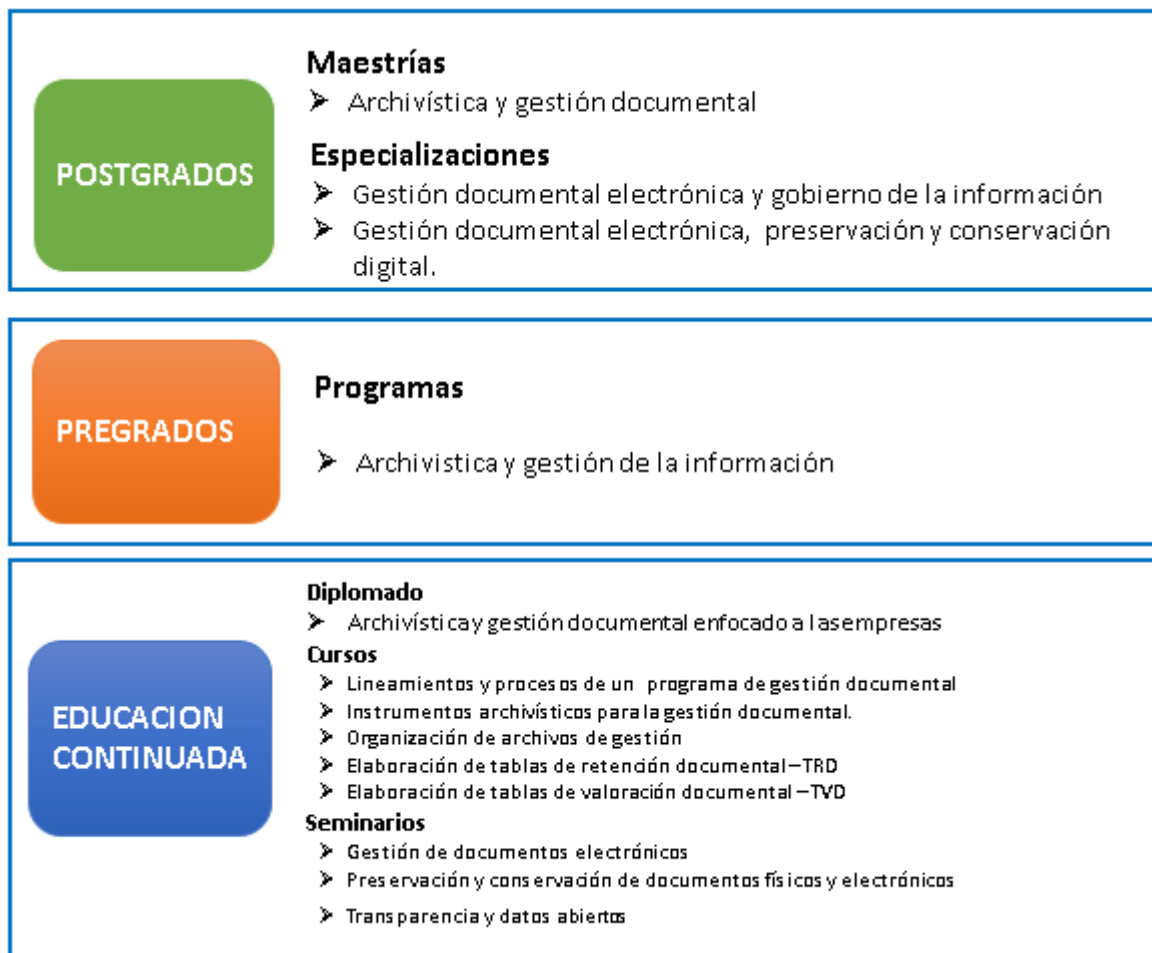 POSTGRADOS
Maestrías
➤ Archivística y gestión documental
Especializaciones
➤ Gestión documental electrónica y gobierno de la información
➤ Gestión documental electrónica, preservación y conservación
digital.
PREGRADOS
Programas
➤ Archivistica y gestión de la información
EDUCACION
CONTINUADA
Diplomado
➤ Archivística y gestión documental enfocado a las empresas
Cursos
➤ Lineamientos y procesos de un programa de gestión documental
➤ Instrumentos archivísticos para la gestión documental.
➤ Organización de archivos de gestión
➤ Elaboración de tablas de retención documental – TRD
➤ Elaboración de tablas de valoración documental – TVD
Seminarios
➤ Gestión de documentos electrónicos
➤ Preservación y conservación de documentos físicos y electrónicos
➤ Transparencia y datos abiertos